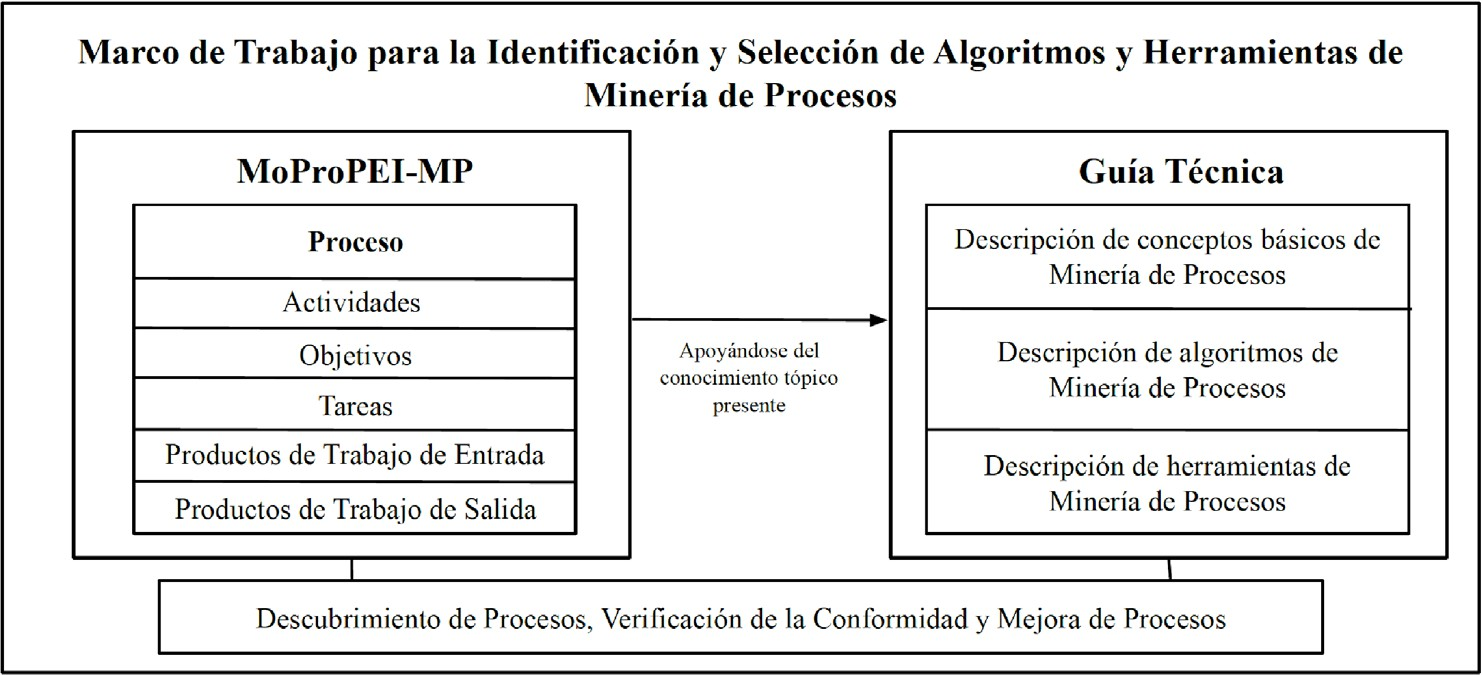 Marco de Trabajo para la Identificación y Selección de Algoritmos y Herramientas de
Minería de Procesos
MoProPEI-MP
Proceso
Actividades
Objetivos
Tareas
Productos de Trabajo de Entrada
Productos de Trabajo de Salida
Apoyándose del
conocimiento tópico
presente
Guía Técnica
Descripción de conceptos básicos de
Minería de Procesos
Descripción de algoritmos de
Minería de Procesos
Descripción de herramientas de
Minería de Procesos
Descubrimiento de Procesos, Verificación de la Conformidad y Mejora de Procesos